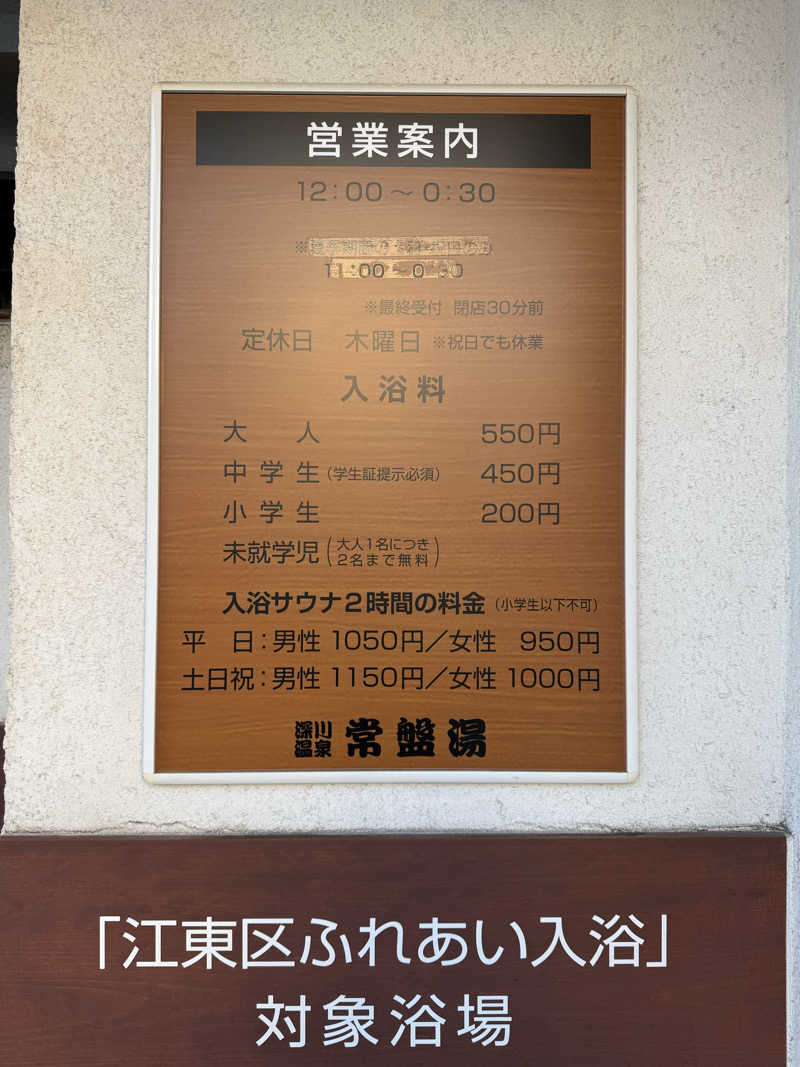 営業案内
12:00～0:30
11:00～0:30
※最終受付 閉店30分前
定休日 木曜日 ※祝日でも休業
入浴料
大人 550円
中学生(学生証提示必須) 450円
小学生 200円
未就学児(大人1名につき
2名まで無料)
入浴サウナ2時間の料金(小学生以下不可)
平日:男性 1050円/女性 950円
土日祝:男性 1150円/女性 1000円
深川
温泉 常盤湯
「江東区ふれあい入浴」
対象浴場